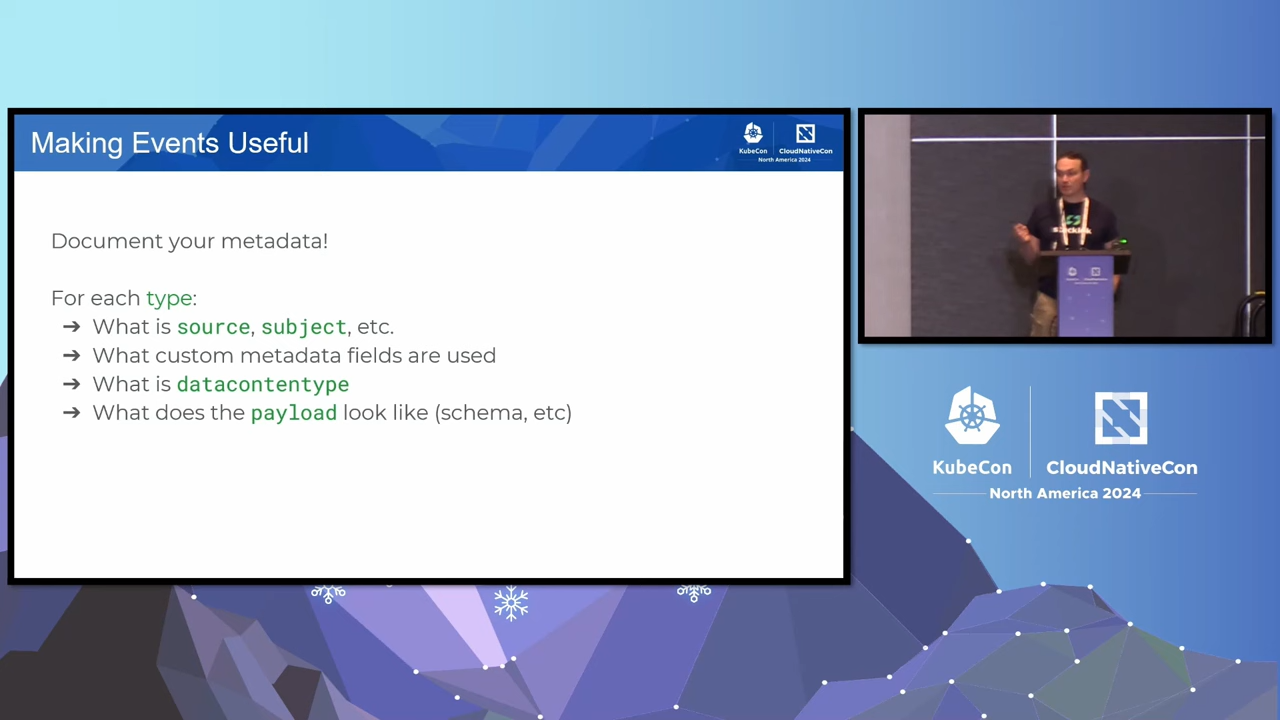 Making Events Useful
KubeCon
CloudNativeCon
North America 2024
Document your metadata!
For each type:
➔ What is source, subject, etc.
➔ What custom metadata fields are used
➔ What is datacontentype
➔ What does the payload look like (schema, etc)
KubeCon
CloudNativeCon
North America 2024